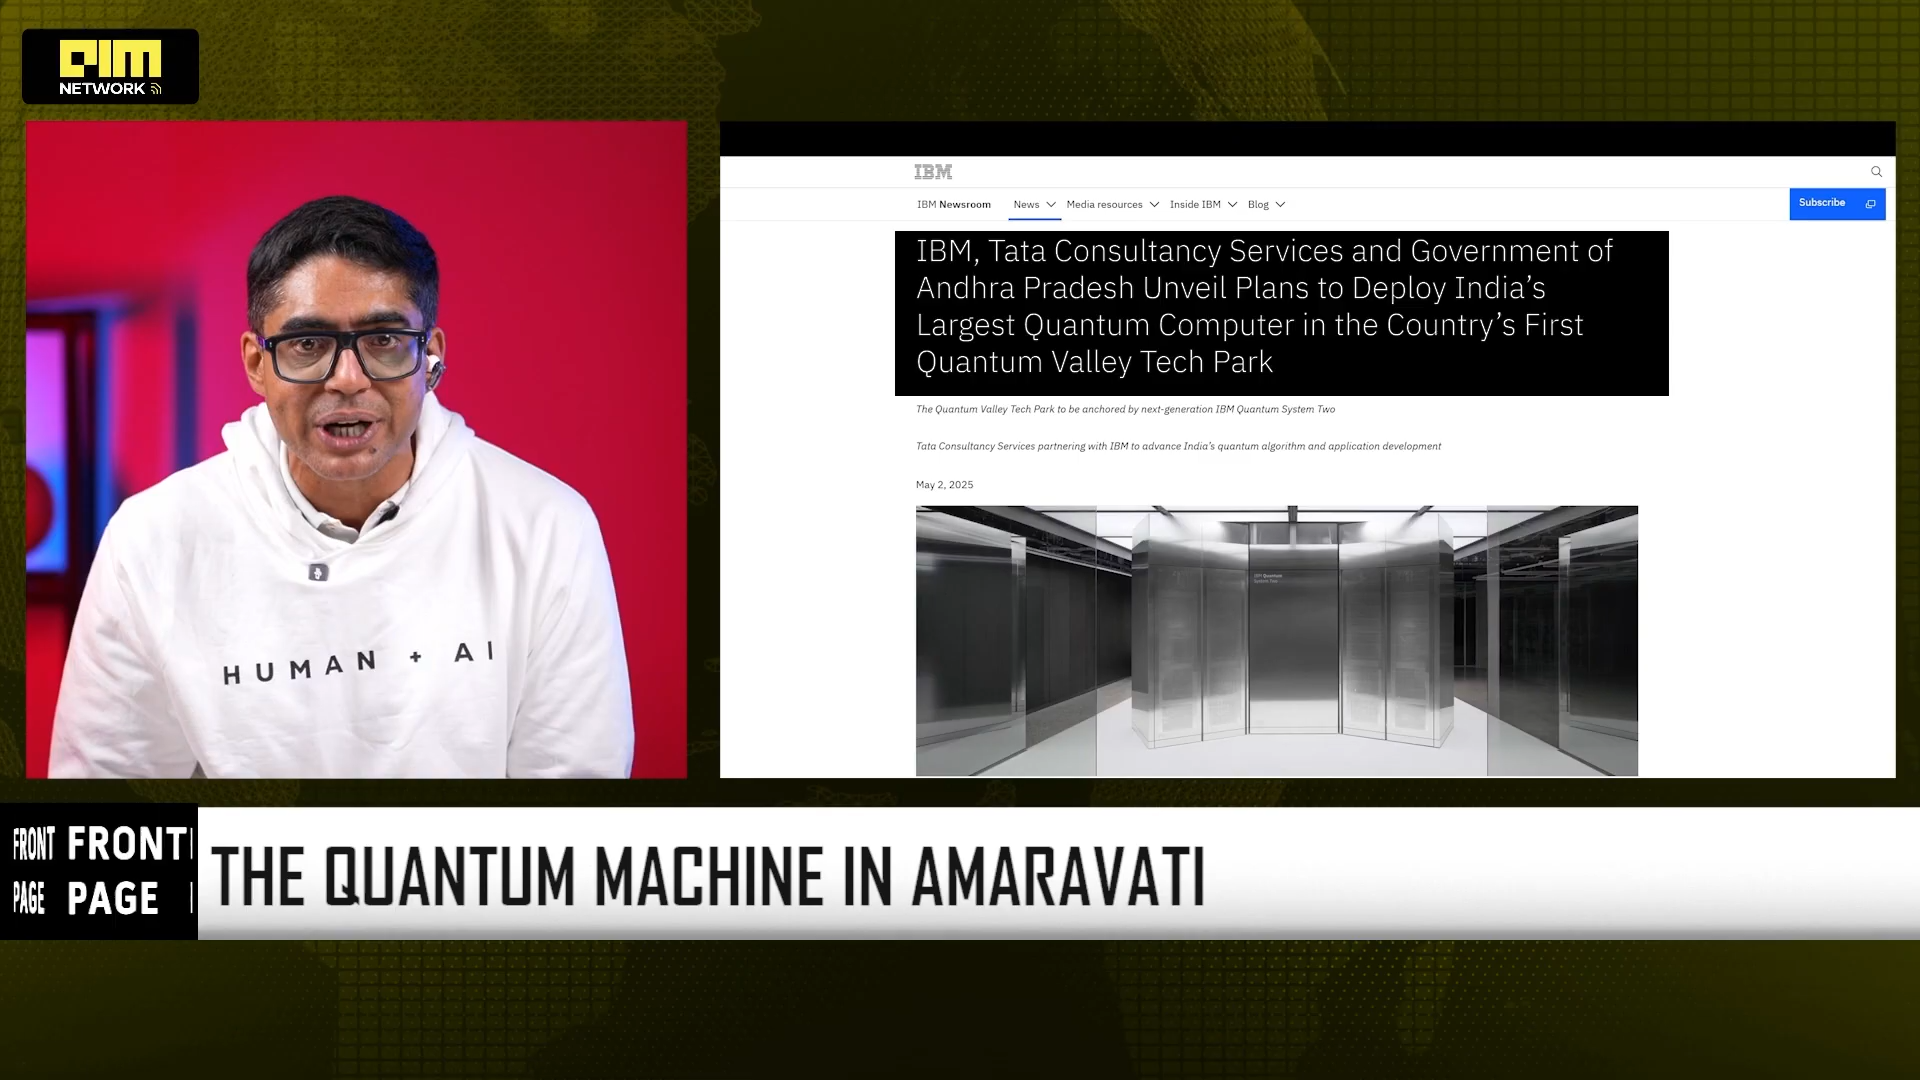 AIM
NETWORK
HUMAN + AI
IBM
IBM Newsroom
News
Media resources
Inside IBM
Blog
Subscribe
IBM, Tata Consultancy Services and Government of
Andhra Pradesh Unveil Plans to Deploy India’s
Largest Quantum Computer in the Country’s First
Quantum Valley Tech Park
The Quantum Valley Tech Park to be anchored by next-generation IBM Quantum System Two
Tata Consultancy Services partnering with IBM to advance India’s quantum algorithm and application development
May 2, 2025
IBM Quantum
System Two
FRONT FRONT
PAGE PAGE
THE QUANTUM MACHINE IN AMARAVATI